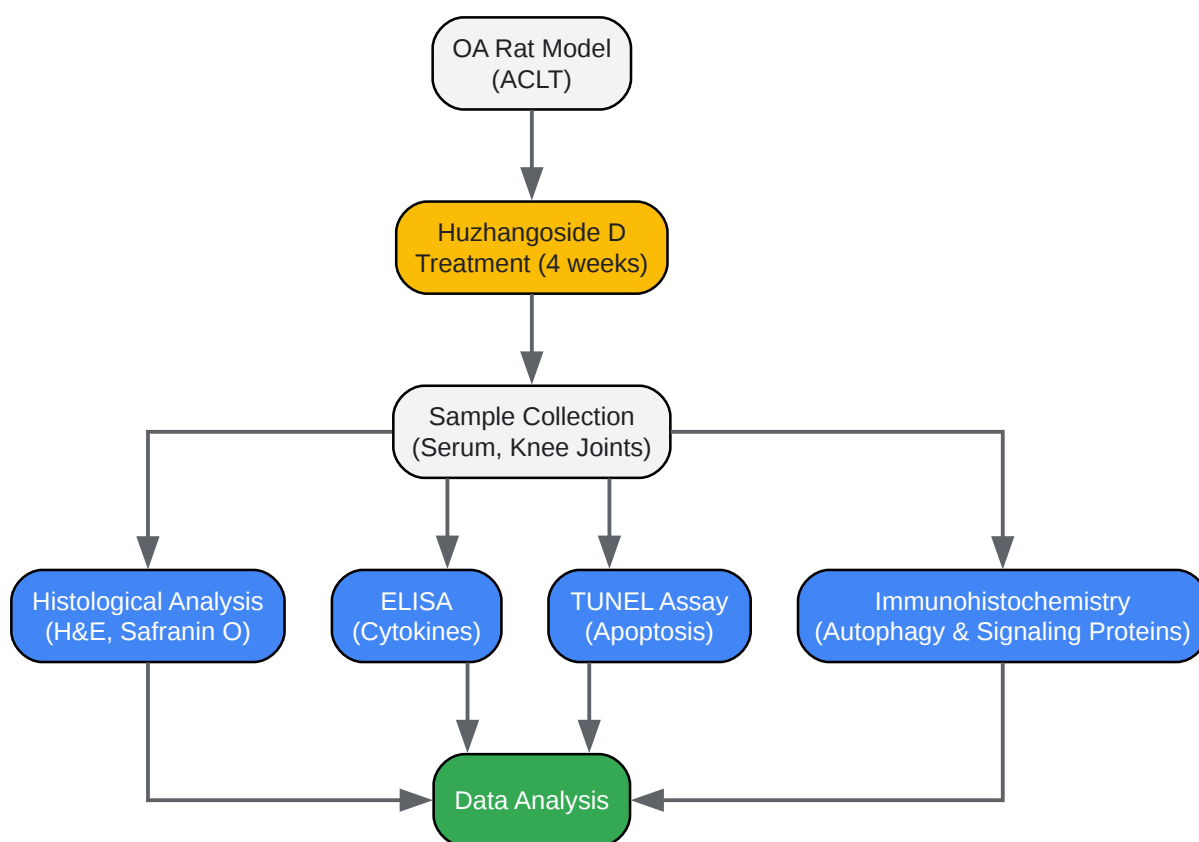 OA Rat Model
(ACLT)
Huzhangoside D
Treatment (4 weeks)
Sample Collection
(Serum, Knee Joints)
Histological Analysis
(H&E, Safranin O)
ELISA
(Cytokines)
TUNEL Assay
(Apoptosis)
Immunohistochemistry
(Autophagy & Signaling Proteins)
Data Analysis